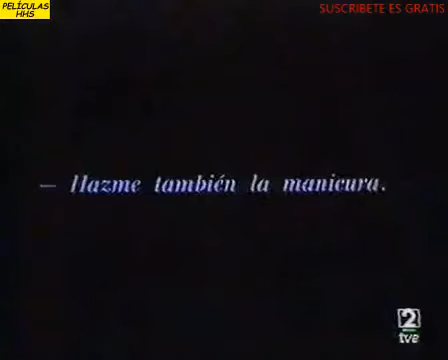 PELÍCULAS
HHS
SUSCRIBETE ES GRATIS
— Hazme también la manicura.
2
tve